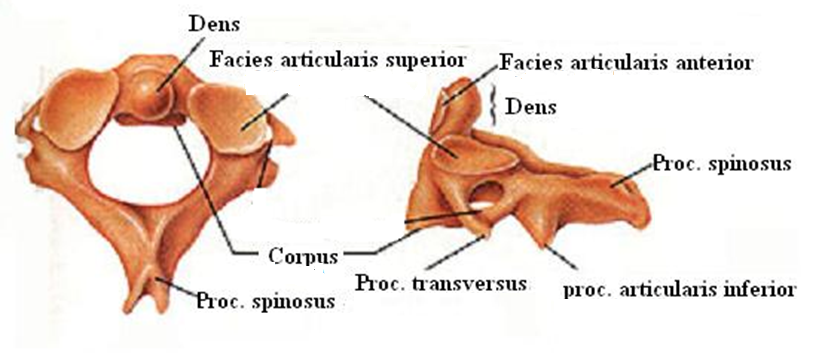 Dens
Facies articularis superior
Facies articularis anterior
Dens
Proc. spinosus
Corpus
Proc. transversus
proc. articularis inferior
Proc. spinosus